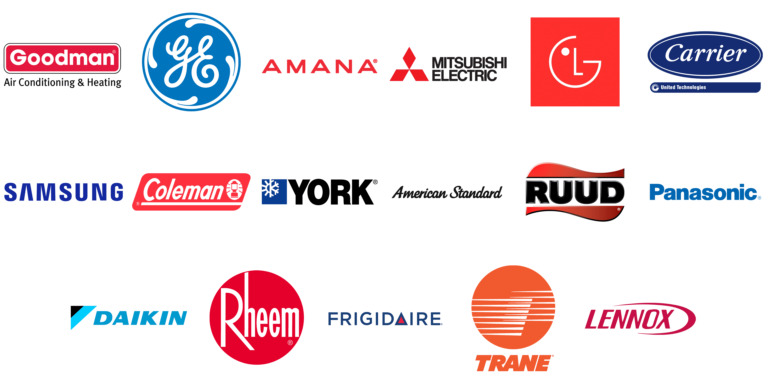 Goodman®
Air Conditioning & Heating
GE
AMANA®
MITSUBISHI
ELECTRIC
LG
Carrier
United Technologies
SAMSUNG
Coleman®
YORK®
American Standard
RUUD®
Panasonic®
DAIKIN
Rheem®
FRIGIDAIRE®
TRANE®
LENNOX